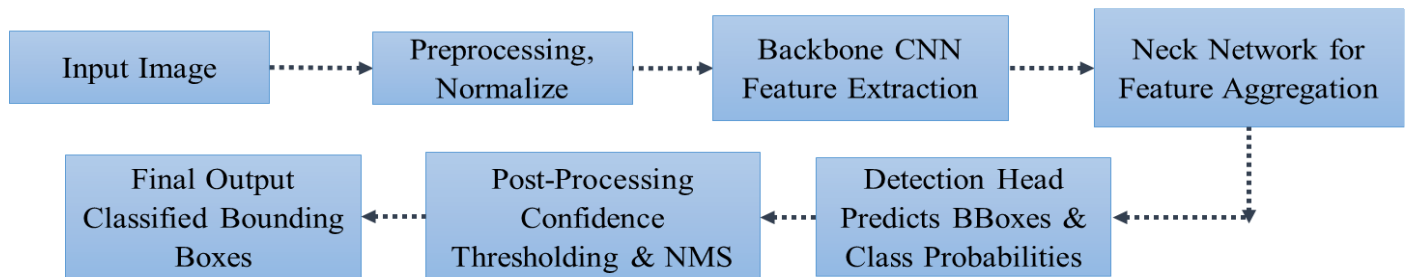 Input Image
Preprocessing,
Normalize
Backbone CNN
Feature Extraction
Neck Network for
Feature Aggregation
Detection Head
Predicts BBoxes &
Class Probabilities
Post-Processing
Confidence
Thresholding & NMS
Final Output
Classified Bounding
Boxes